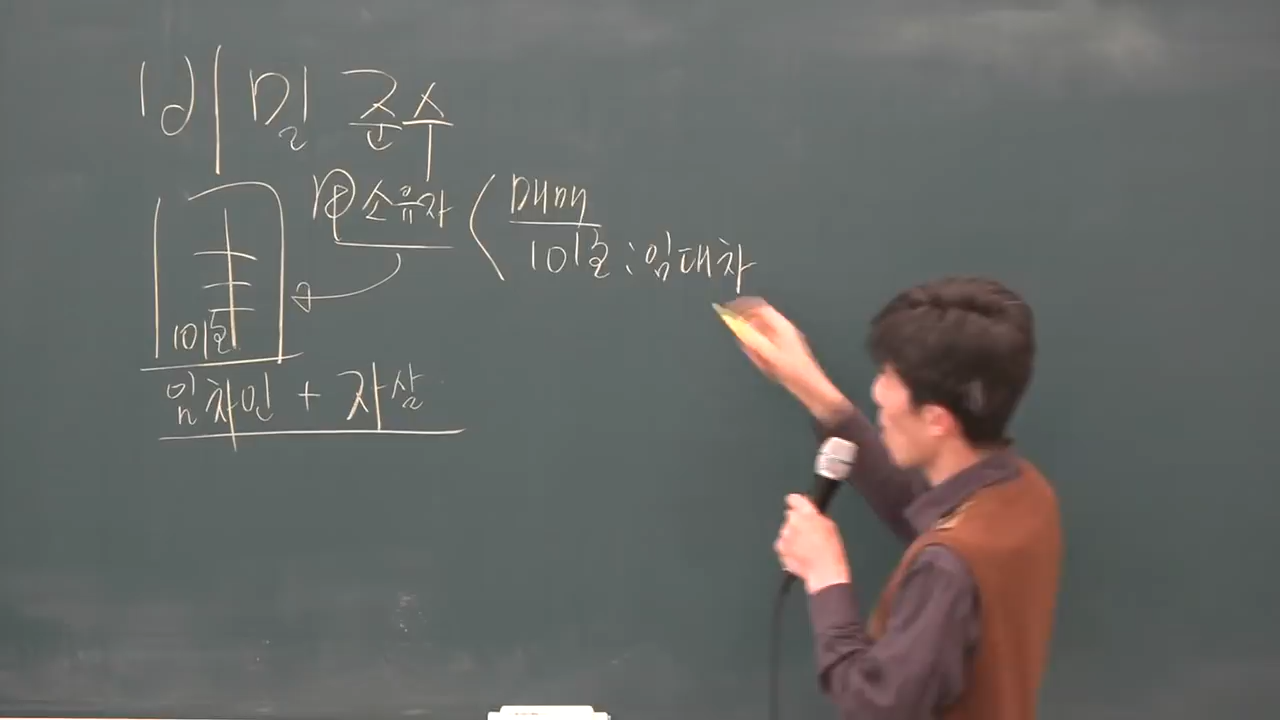 비밀 준수
소유자
매매
101호 : 임대차
101호
임차인 + 자살